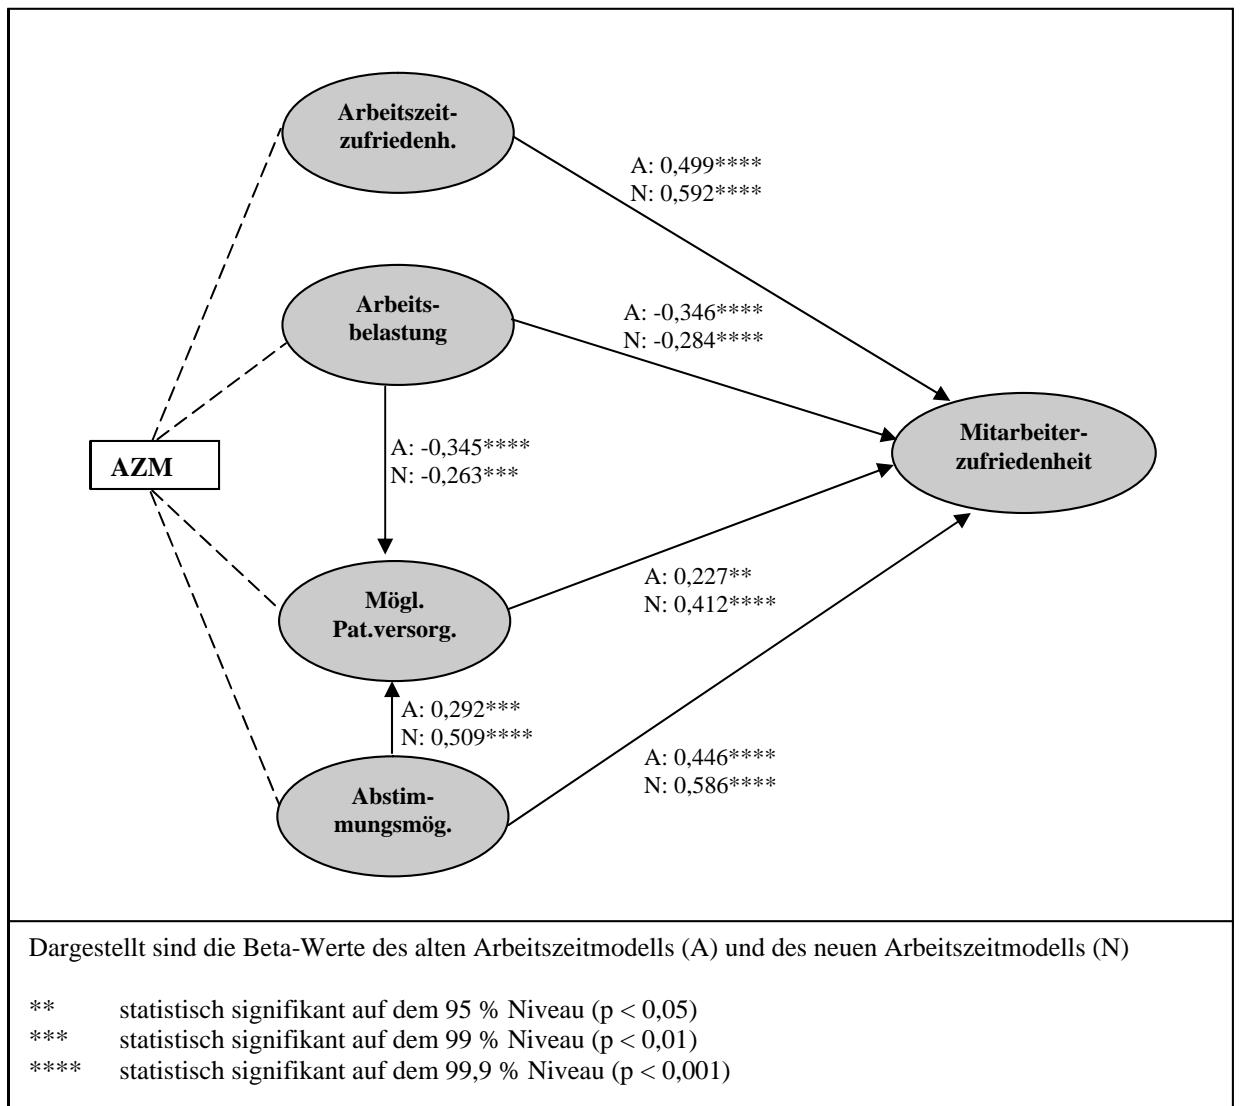 Arbeitszeit-
zufriedenh.
A: 0,499****
N: 0,592****
Arbeits-
belastung
A: -0,346****
N: -0,284****
Mitarbeiter-
zufriedenheit
AZM
A: -0,345****
N: -0,263***
Mögl.
Pat.versorg.
A: 0,227**
N: 0,412****
A: 0,292***
N: 0,509****
A: 0,446****
N: 0,586****
Abstim-
mungsmög.
Dargestellt sind die Beta-Werte des alten Arbeitszeitmodells (A) und des neuen Arbeitszeitmodells (N)
** statistisch signifikant auf dem 95 % Niveau (p < 0,05)
*** statistisch signifikant auf dem 99 % Niveau (p < 0,01)
**** statistisch signifikant auf dem 99,9 % Niveau (p < 0,001)